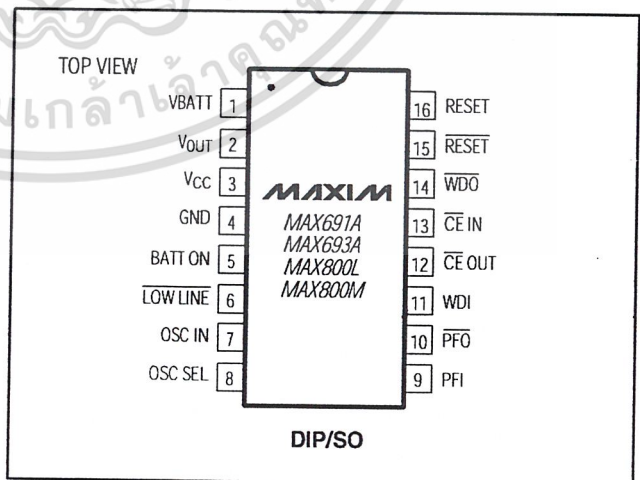 TOP VIEW
VBATT 1
VOUT 2
VCC 3
GND 4
BATT ON 5
LOW LINE 6
OSC IN 7
OSC SEL 8
16 RESET
15 RESET
14 WDO
13 CE IN
12 CE OUT
11 WDI
10 PFO
9 PFI
MAXIM
MAX691A
MAX693A
MAX800L
MAX800M
DIP/SO